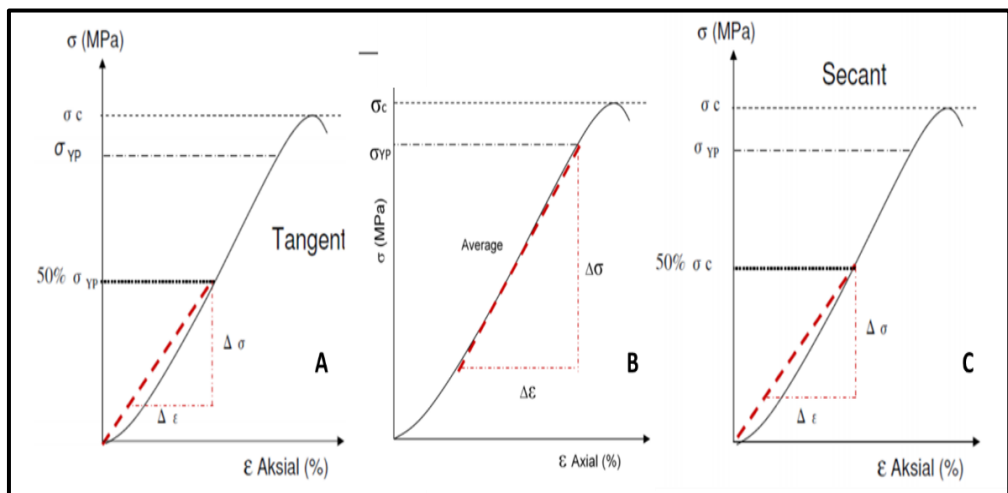 σ (MPa)
σ c
σ YP
Tangent
50% σ YP
Δ σ
A
Δ ε
ε Aksial (%)
σc
σYP
σ (MPa)
Average
Δσ
B
Δε
ε Axial (%)
σ (MPa)
Secant
σ c
σ YP
50% σ c
Δ σ
C
Δ ε
ε Aksial (%)